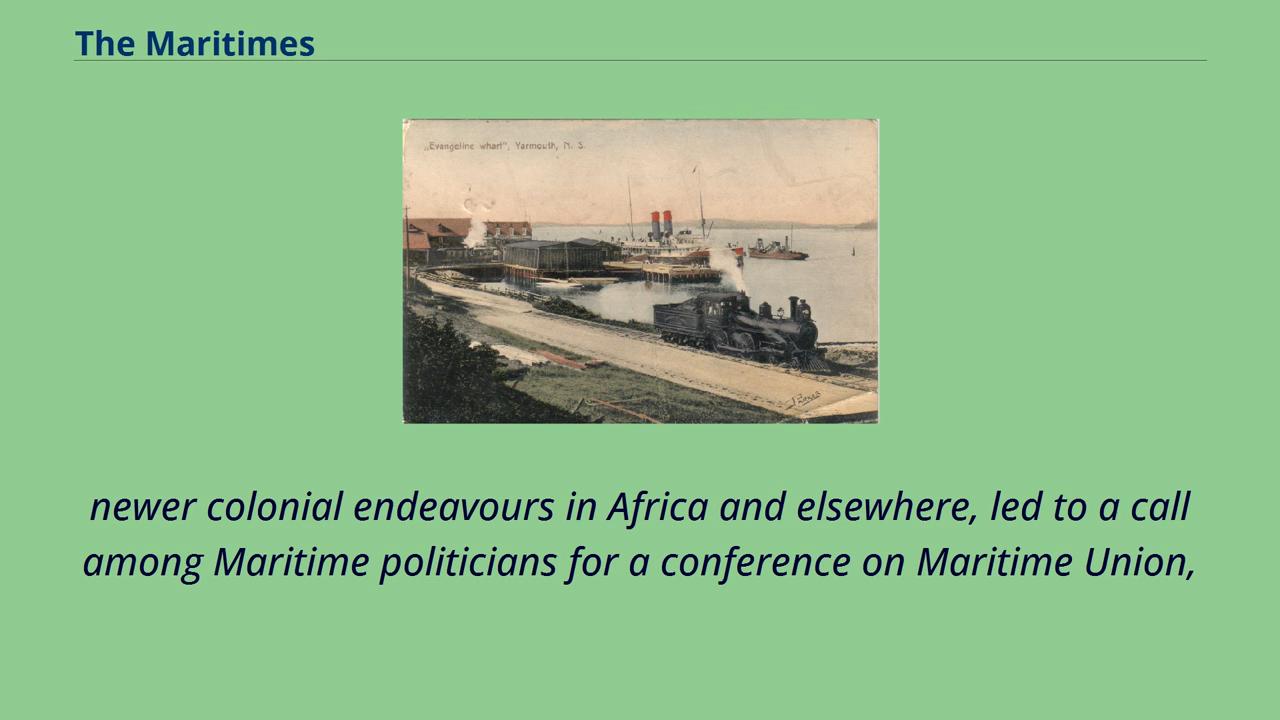 The Maritimes
„Evangeline wharf", Yarmouth, N. S.
newer colonial endeavours in Africa and elsewhere, led to a call
among Maritime politicians for a conference on Maritime Union,